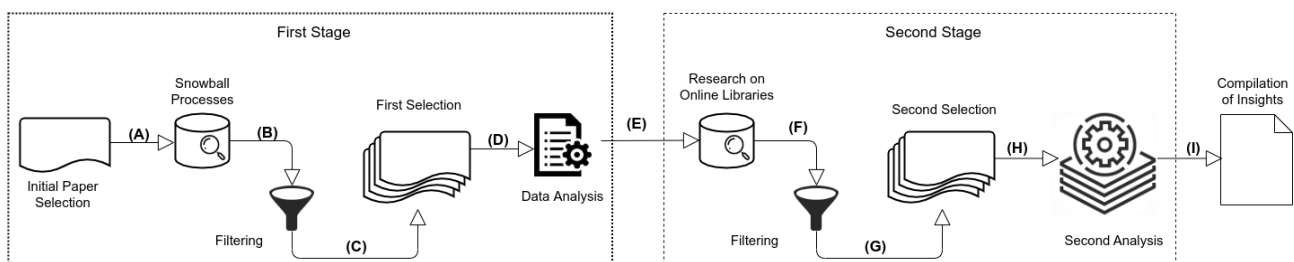 First Stage
Second Stage
Snowball
Processes
First Selection
Research on
Online Libraries
Second Selection
Compilation
of Insights
(A)
(B)
(D)
(E)
(F)
(H)
(I)
Initial Paper
Selection
Data Analysis
Filtering
(C)
Filtering
(G)
Second Analysis